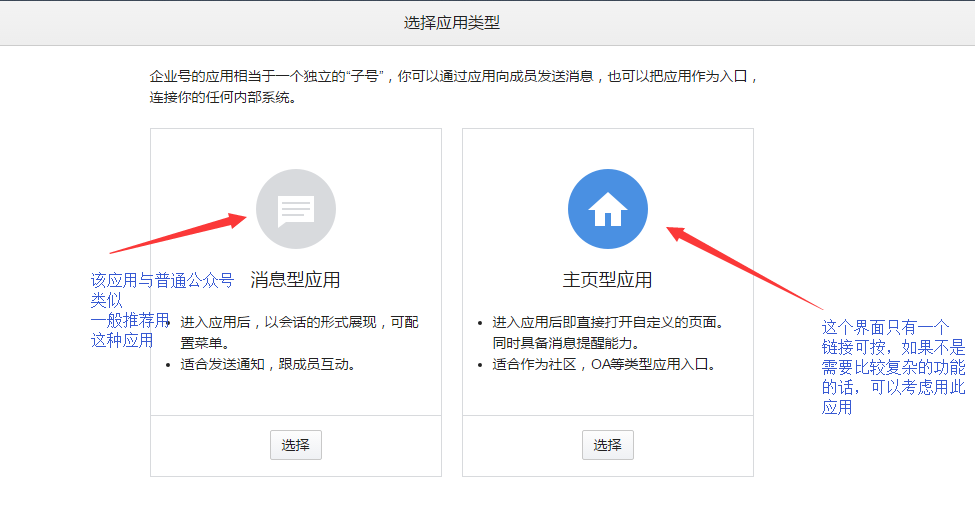 选择应用类型
企业号的应用相当于一个独立的“子号”，你可以通过应用向成员发送消息，也可以把应用作为入口，
连接你的任何内部系统。
消息型应用
进入应用后，以会话的形式展现，可配
置菜单。
适合发送通知，跟成员互动。
选择
主页型应用
进入应用后即直接打开自定义的页面。
同时具备消息提醒能力。
适合作为社区，OA等类型应用入口。
选择
该应用与普通公众号
类似
一般推荐用
这种应用
这个界面只有一个
链接可按，如果不是
需要比较复杂的功能
的话，可以考虑用此
应用